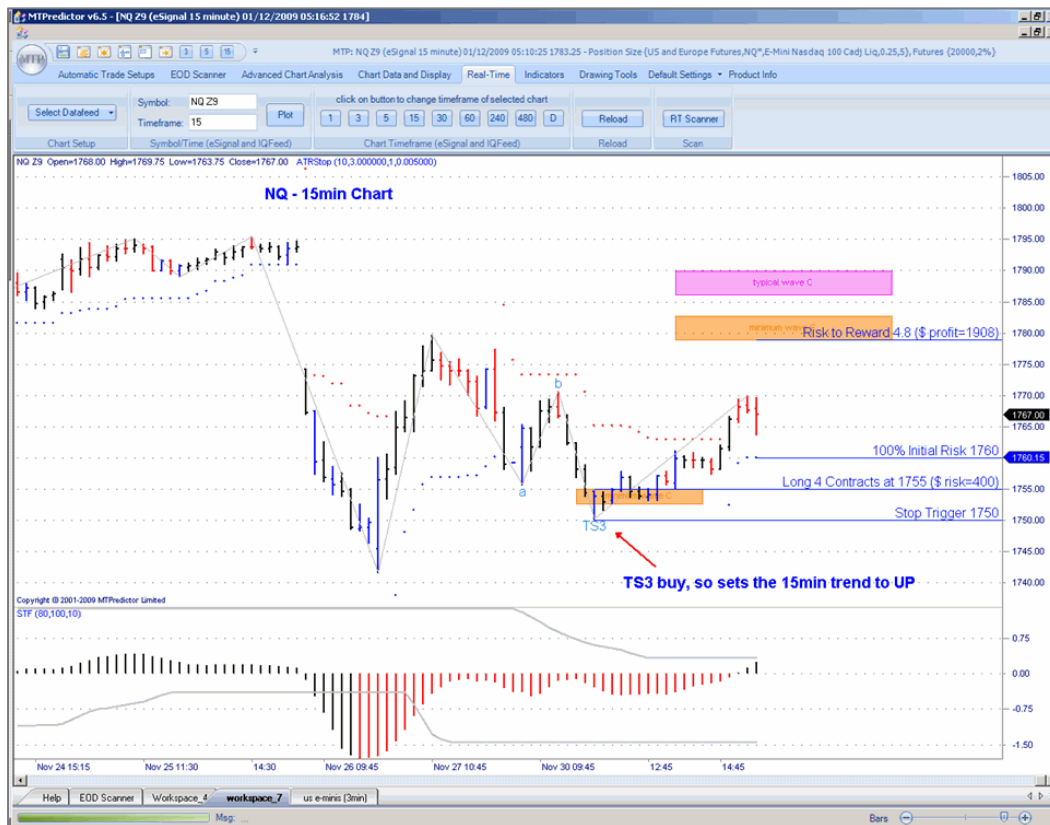 MTPredictor v6.5 - [NQ Z9 (eSignal 15 minute) 01/12/2009 05:16:52 1784]
MTP
3 5 15
MTP: NQ Z9 (eSignal 15 minute) 01/12/2009 05:10:25 1783.25 - Position Size {US and Europe Futures,NQ*,E-Mini Nasdaq 100 Cadj Liq,0.25,5}, Futures {20000,2%}
Automatic Trade Setups EOD Scanner Advanced Chart Analysis Chart Data and Display Real-Time Indicators Drawing Tools Default Settings Product Info
Select Datafeed
Symbol: NQ Z9
Timeframe: 15
Plot
click on button to change timeframe of selected chart
1 3 5 15 30 60 240 480 D
Reload
RT Scanner
Chart Setup Symbol/Time (eSignal and IQFeed) Chart Timeframe (eSignal and IQFeed) Reload Scan
NQ Z9 Open=1768.00 High=1769.75 Low=1763.75 Close=1767.00 ATRStop (10,3.000000,1,0.005000)
NQ - 15min Chart
1805.00
1800.00
1795.00
1790.00
typical wave C
1785.00
minimum wave C
Risk to Reward 4.8 ($ profit=1908)
1780.00
1775.00
b
1770.00
1767.00
1765.00
100% Initial Risk 1760
1760.15
a
Long 4 Contracts at 1755 ($ risk=400)
1755.00
wave C
Stop Trigger 1750
1750.00
TS3
1745.00
TS3 buy, so sets the 15min trend to UP
1740.00
Copyright © 2001-2009 MTPredictor Limited
STF (80,100,10)
0.75
0.00
-0.75
-1.50
Nov 24 15:15 Nov 25 11:30 14:30 Nov 26 09:45 Nov 27 10:45 Nov 30 09:45 12:45 14:45
Help EOD Scanner Workspace_4 workspace_7 us e-minis (3min)
Msg: ...
Bars